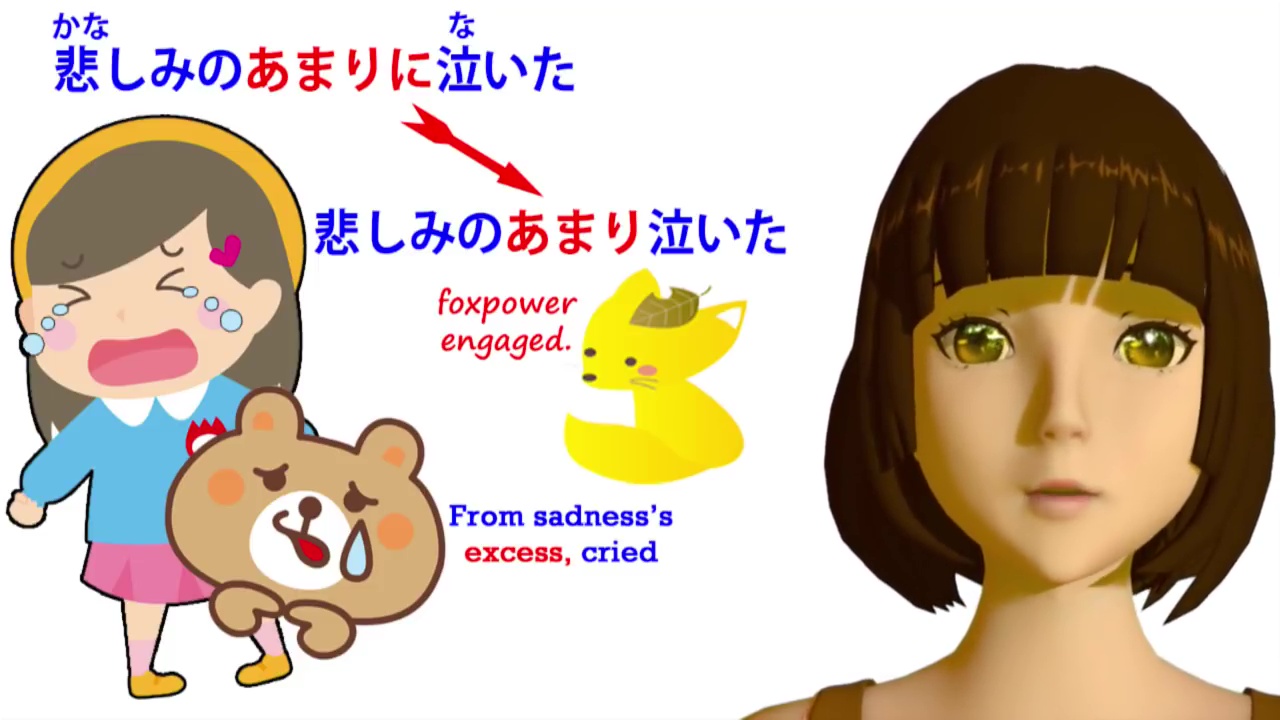 かな な
悲しみのあまりに泣いた
悲しみのあまり泣いた
foxpower
engaged.
From sadness's
excess, cried